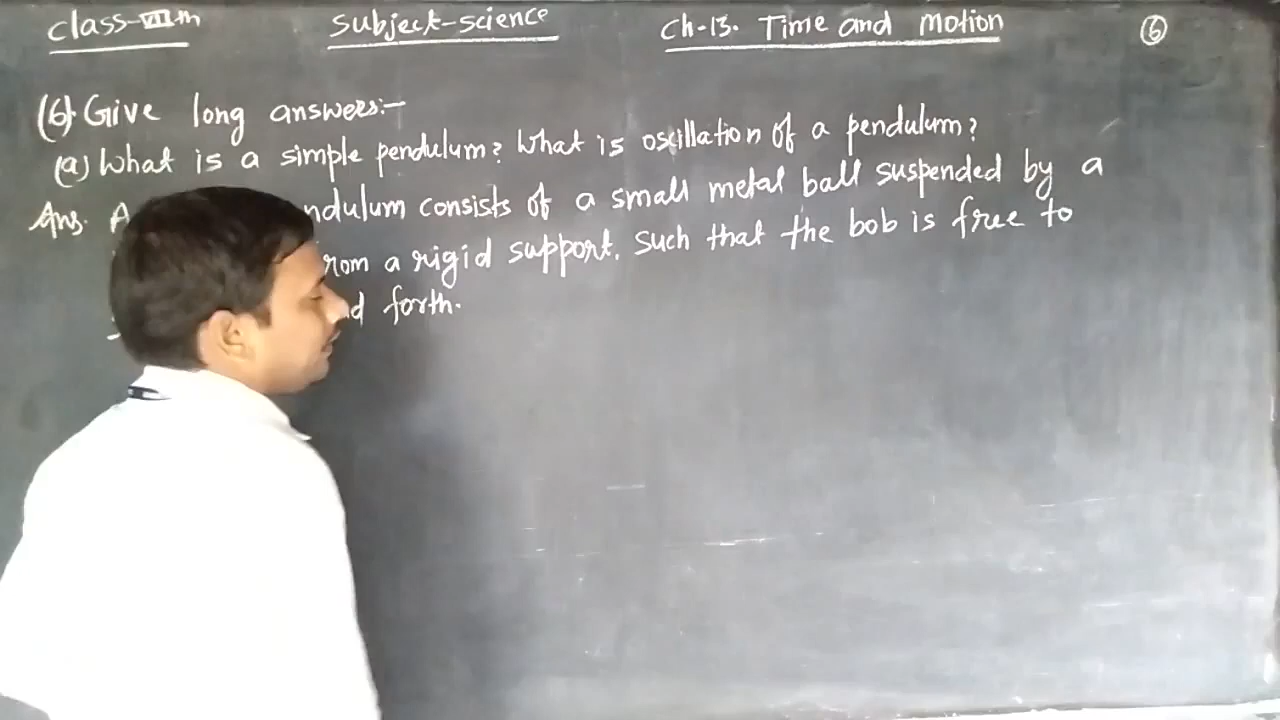 Class-VIIth Subject-science Ch-13. Time and Motion 6
(6) Give long answers:-
(a) What is a simple pendulum? What is oscillation of a pendulum?
Ans. A ndulum consists of a small metal ball suspended by a
rom a rigid support. Such that the bob is free to
nd forth.